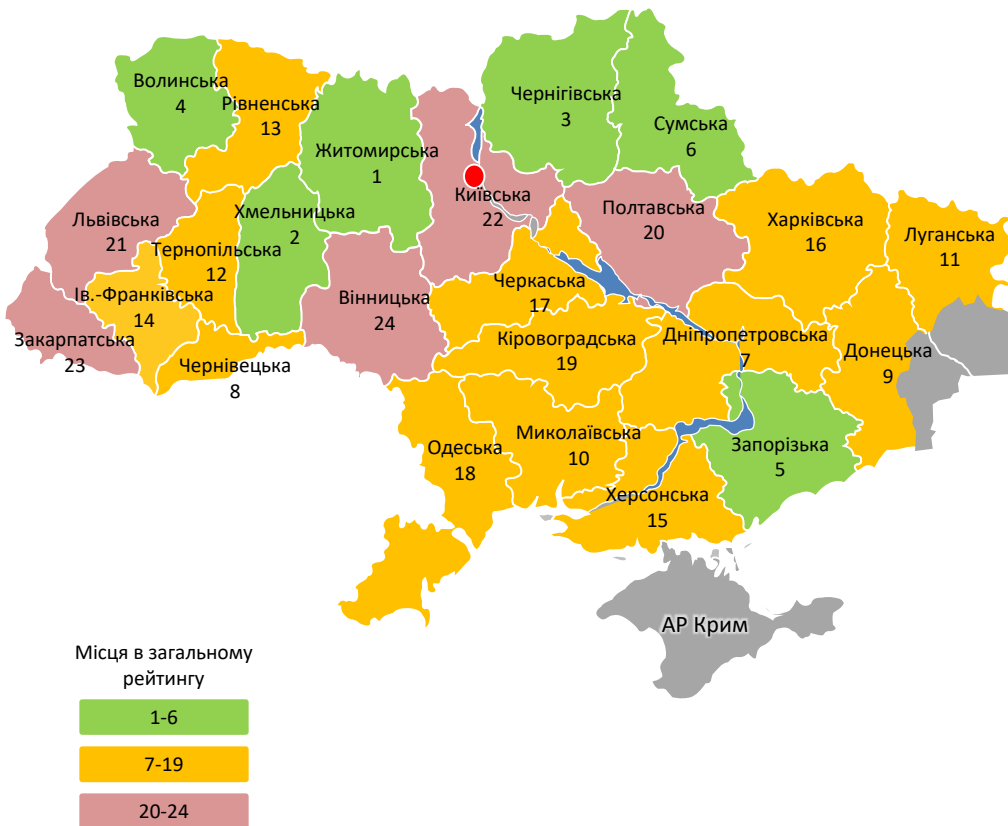 Волинська
4
Рівненська
13
Житомирська
1
Чернігівська
3
Сумська
6
Львівська
21
Тернопільська
12
Хмельницька
2
Київська
22
Полтавська
20
Харківська
16
Луганська
11
Ів.-Франківська
14
Закарпатська
23
Чернівецька
8
Вінницька
24
Черкаська
17
Кіровоградська
19
Дніпропетровська
7
Донецька
9
Одеська
18
Миколаївська
10
Херсонська
15
Запорізька
5
АР Крим
Місця в загальному
рейтингу
1-6
7-19
20-24